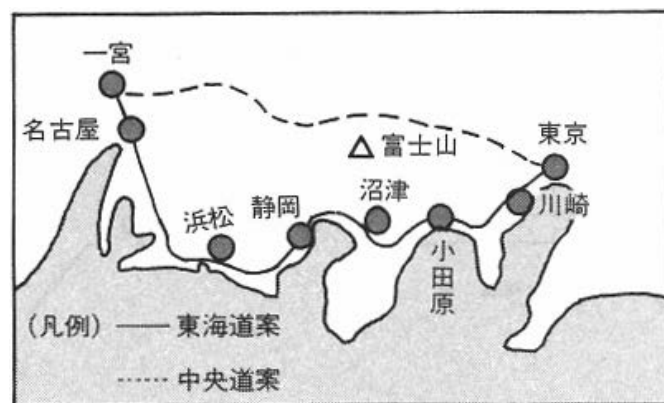 一宮
名古屋
浜松
静岡
沼津
富士山
東京
川崎
小田原
(凡例) 東海道案
中央道案